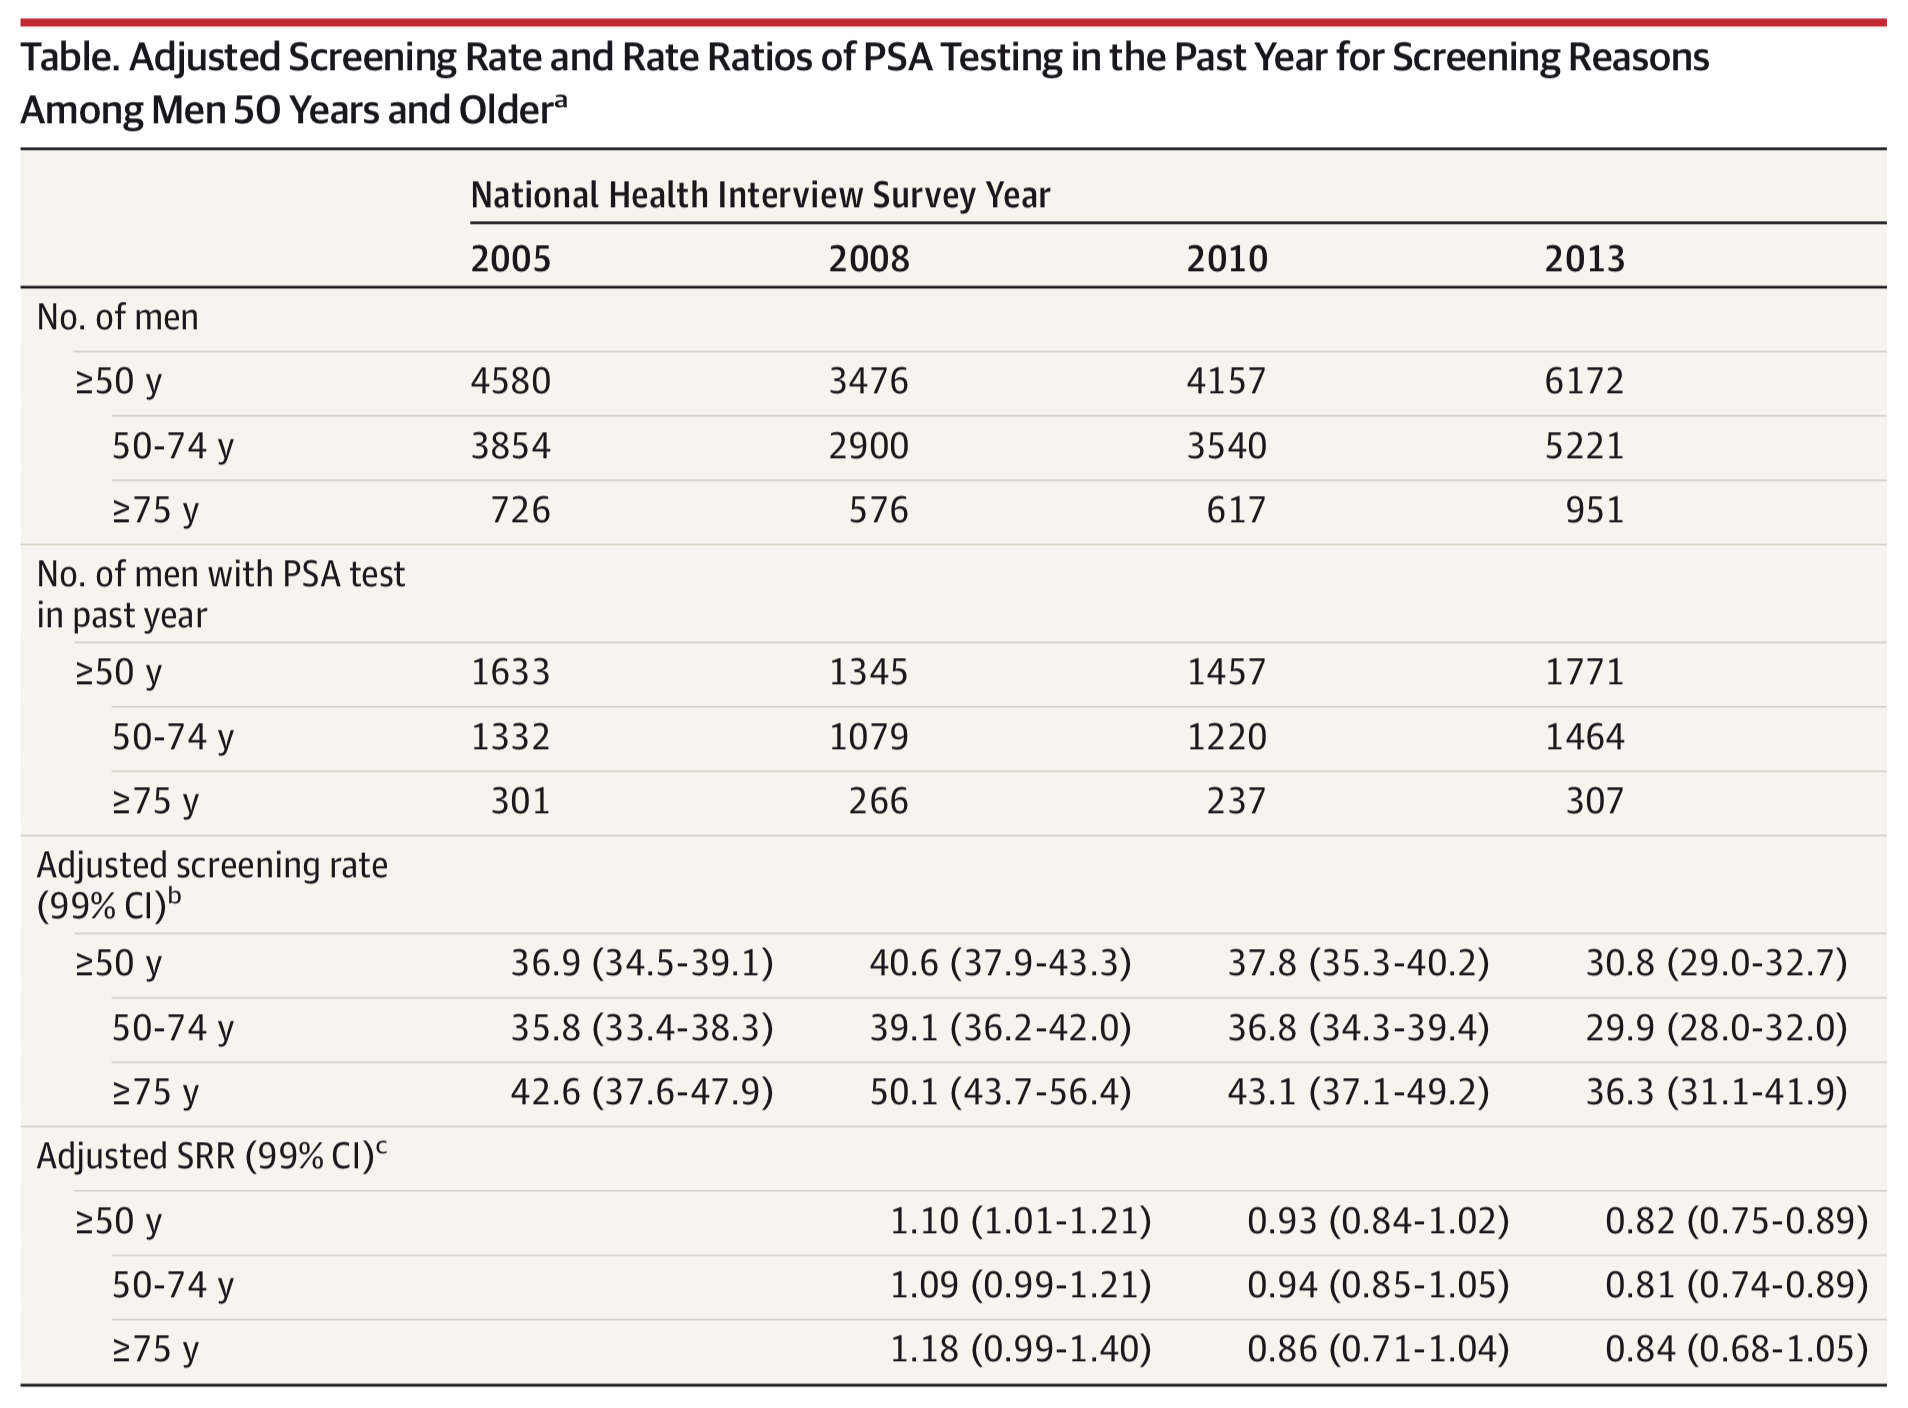 Table. Adjusted Screening Rate and Rate Ratios of PSA Testing in the Past Year for Screening Reasons
Among Men 50 Years and Olderᵃ
National Health Interview Survey Year
2005 2008 2010 2013
No. of men
≥50 y 4580 3476 4157 6172
50-74 y 3854 2900 3540 5221
≥75 y 726 576 617 951
No. of men with PSA test
in past year
≥50 y 1633 1345 1457 1771
50-74 y 1332 1079 1220 1464
≥75 y 301 266 237 307
Adjusted screening rate
(99% CI)ᵇ
≥50 y 36.9 (34.5-39.1) 40.6 (37.9-43.3) 37.8 (35.3-40.2) 30.8 (29.0-32.7)
50-74 y 35.8 (33.4-38.3) 39.1 (36.2-42.0) 36.8 (34.3-39.4) 29.9 (28.0-32.0)
≥75 y 42.6 (37.6-47.9) 50.1 (43.7-56.4) 43.1 (37.1-49.2) 36.3 (31.1-41.9)
Adjusted SRR (99% CI)ᶜ
≥50 y 1.10 (1.01-1.21) 0.93 (0.84-1.02) 0.82 (0.75-0.89)
50-74 y 1.09 (0.99-1.21) 0.94 (0.85-1.05) 0.81 (0.74-0.89)
≥75 y 1.18 (0.99-1.40) 0.86 (0.71-1.04) 0.84 (0.68-1.05)